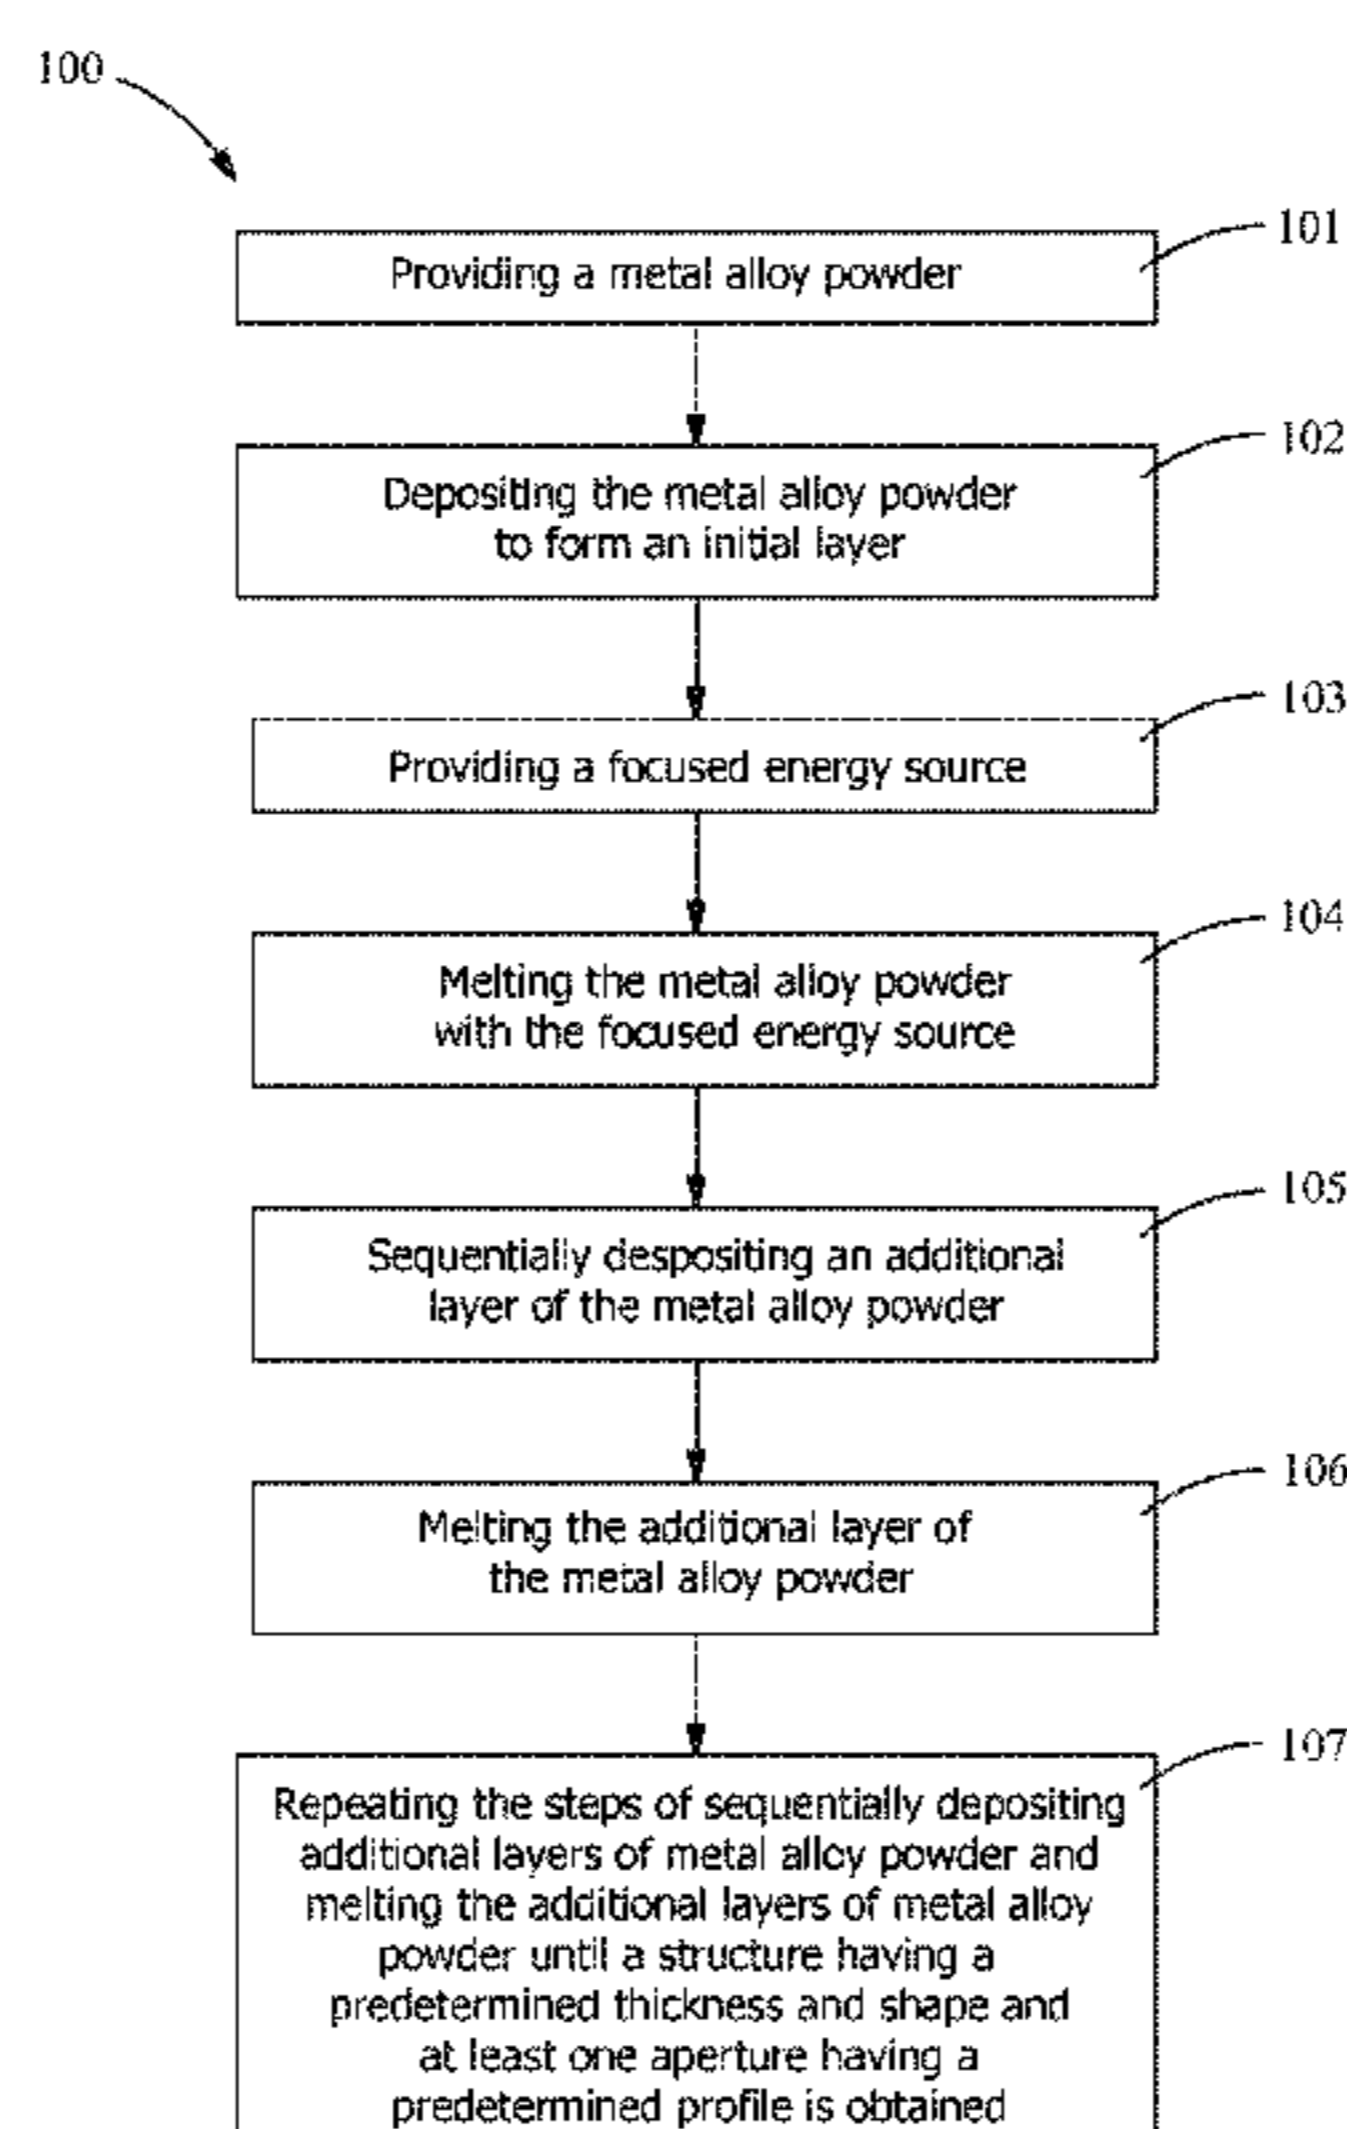 100
101
Providing a metal alloy powder
102
Depositing the metal alloy powder
to form an initial layer
103
Providing a focused energy source
104
Melting the metal alloy powder
with the focused energy source
105
Sequentially despositing an additional
layer of the metal alloy powder
106
Melting the additional layer of
the metal alloy powder
107
Repeating the steps of sequentially depositing
additional layers of metal alloy powder and
melting the additional layers of metal alloy
powder until a structure having a
predetermined thickness and shape and
at least one aperture having a
predetermined profile is obtained